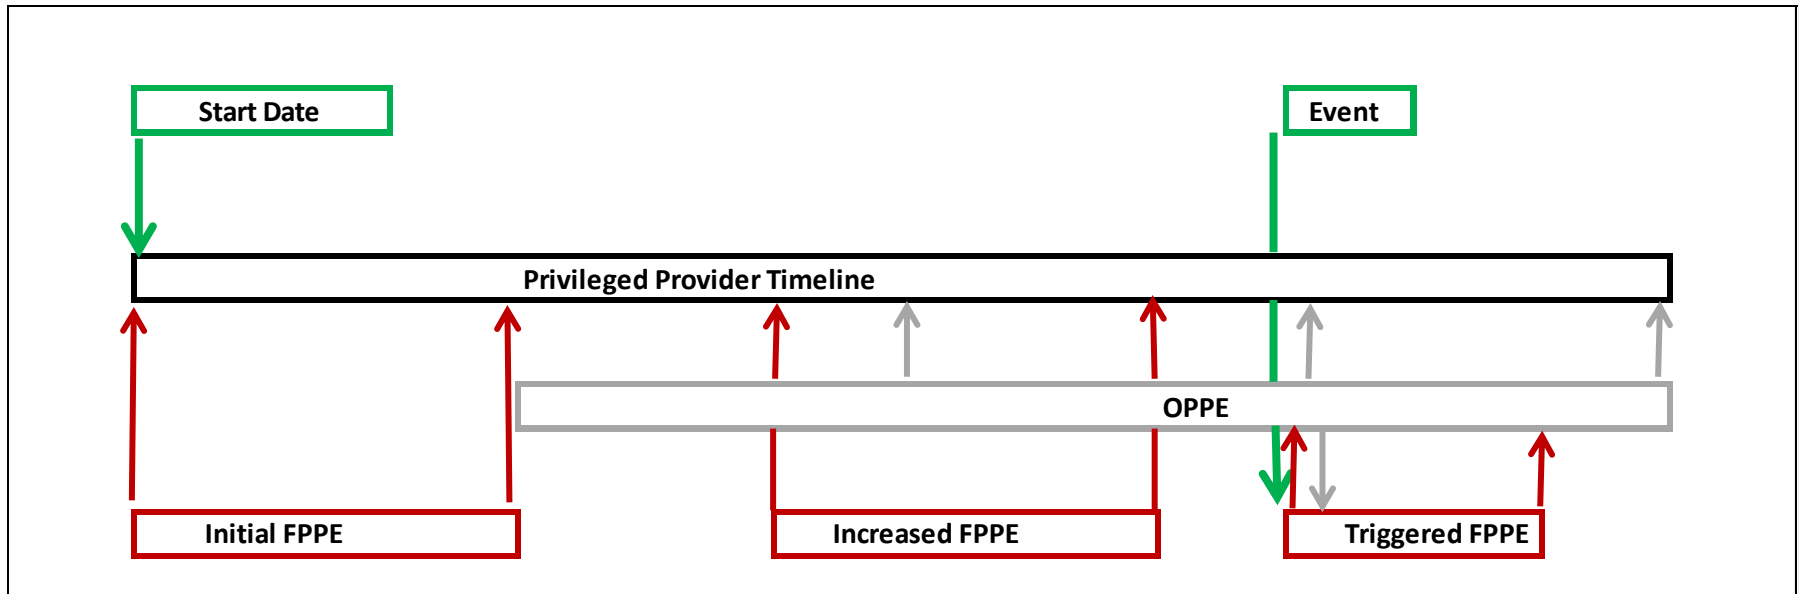 Start Date
Event
Privileged Provider Timeline
OPPE
Initial FPPE
Increased FPPE
Triggered FPPE